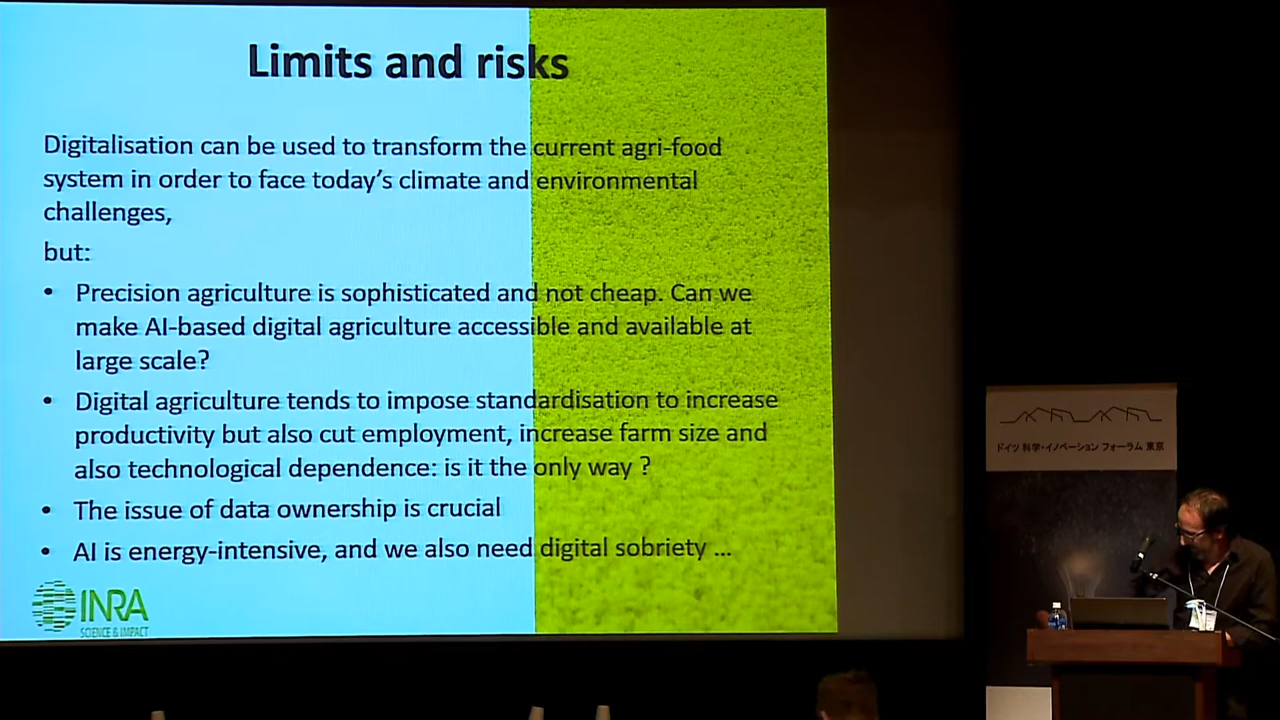 Limits and risks
Digitalisation can be used to transform the current agri-food
system in order to face today's climate and environmental
challenges,
but:
• Precision agriculture is sophisticated and not cheap. Can we
make AI-based digital agriculture accessible and available at
large scale?
• Digital agriculture tends to impose standardisation to increase
productivity but also cut employment, increase farm size and
also technological dependence: is it the only way ?
• The issue of data ownership is crucial
• AI is energy-intensive, and we also need digital sobriety ...
INRA
SCIENCE & IMPACT
ドイツ 科学・イノベーション フォーラム 東京